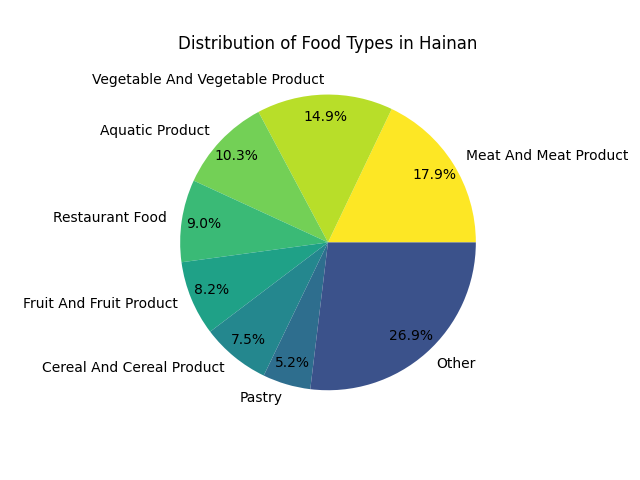 Distribution of Food Types in Hainan
Vegetable And Vegetable Product
14.9%
Aquatic Product
10.3%
Meat And Meat Product
17.9%
Restaurant Food
9.0%
Fruit And Fruit Product
8.2%
Cereal And Cereal Product
7.5%
Pastry
5.2%
Other
26.9%